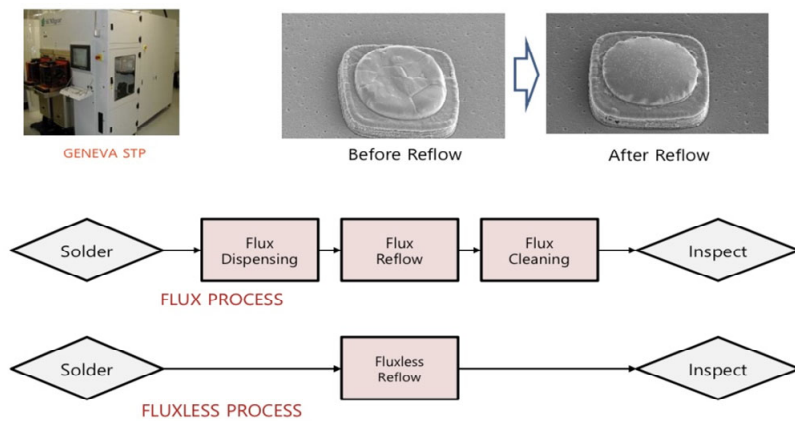 GENEVA STP
Before Reflow
After Reflow
Solder
Flux
Dispensing
Flux
Reflow
Flux
Cleaning
Inspect
FLUX PROCESS
Solder
Fluxless
Reflow
Inspect
FLUXLESS PROCESS